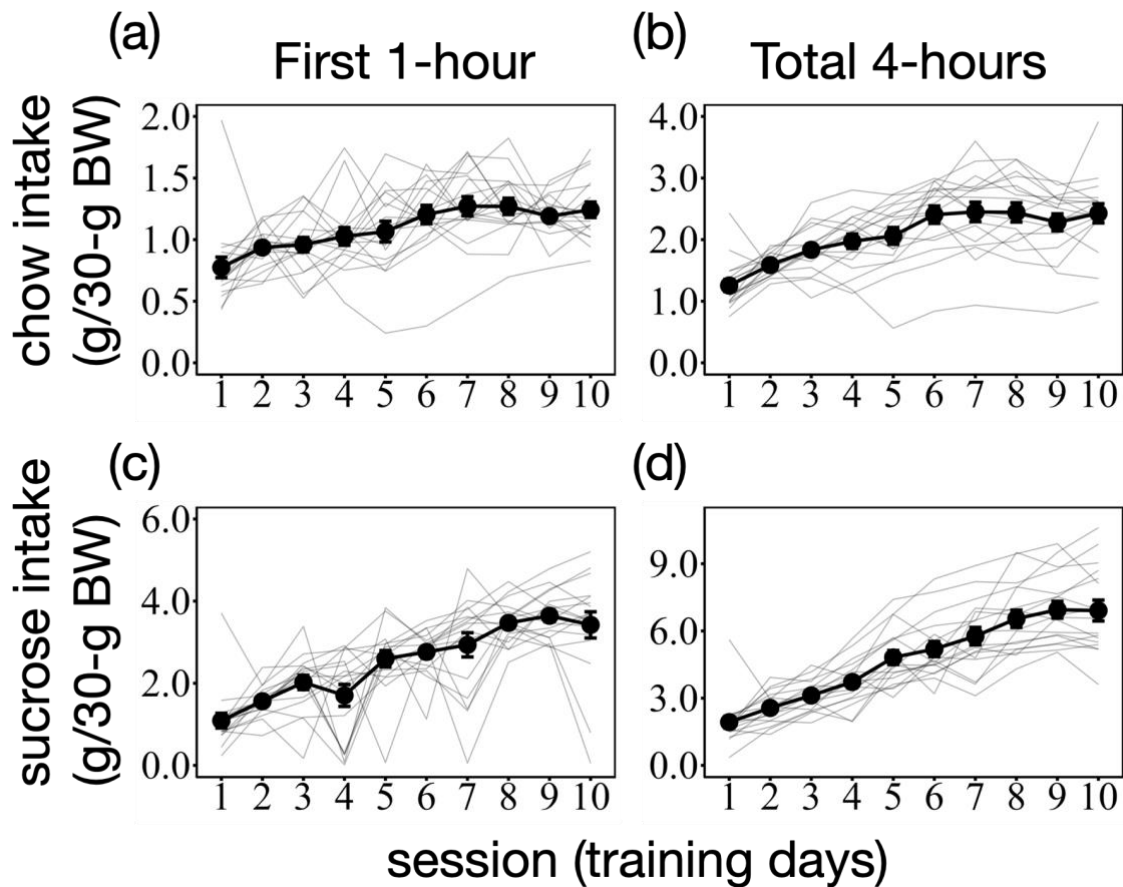 (a)
First 1-hour
(b)
Total 4-hours
chow intake
(g/30-g BW)
2.0
1.5
1.0
0.5
0.0
1 2 3 4 5 6 7 8 9 10
4.0
3.0
2.0
1.0
0.0
1 2 3 4 5 6 7 8 9 10
(c)
(d)
sucrose intake
(g/30-g BW)
6.0
4.0
2.0
0.0
1 2 3 4 5 6 7 8 9 10
9.0
6.0
3.0
0.0
1 2 3 4 5 6 7 8 9 10
session (training days)